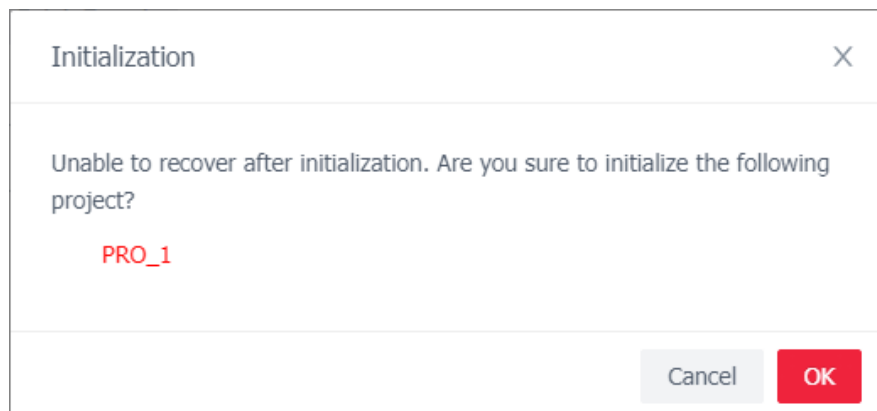 Initialization
Unable to recover after initialization. Are you sure to initialize the following
project?
PRO_1
Cancel
OK